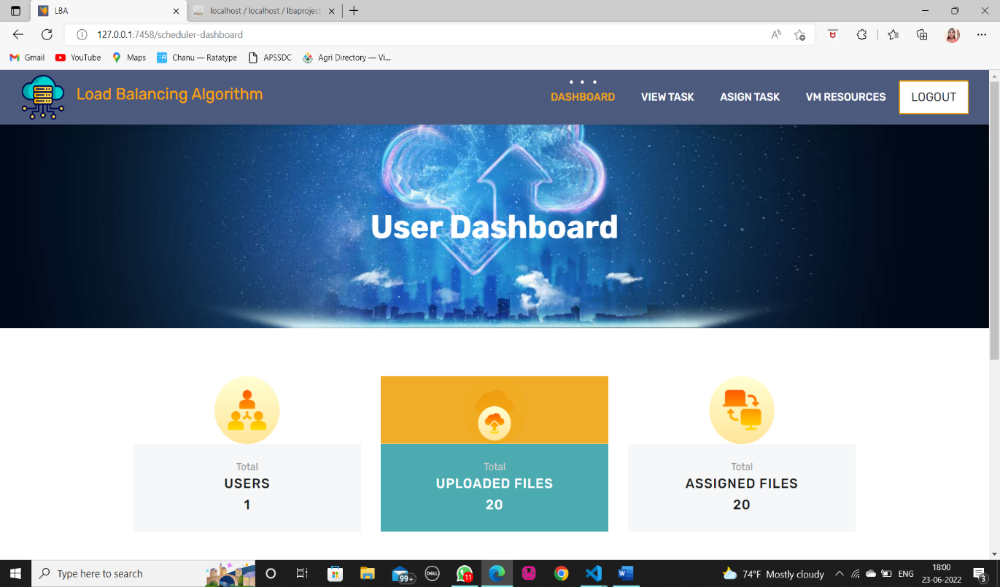 LBA
localhost / localhost / lbaproject
127.0.0.1:7458/scheduler-dashboard
Gmail YouTube Maps Chanu — Ratatype APSSDC Agri Directory — Vi...
Load Balancing Algorithm
DASHBOARD VIEW TASK ASIGN TASK VM RESOURCES LOGOUT
User Dashboard
Total
USERS
1
Total
UPLOADED FILES
20
Total
ASSIGNED FILES
20
Type here to search
99+
DELL
11
W
74°F Mostly cloudy
ENG
18:00
23-06-2022
3